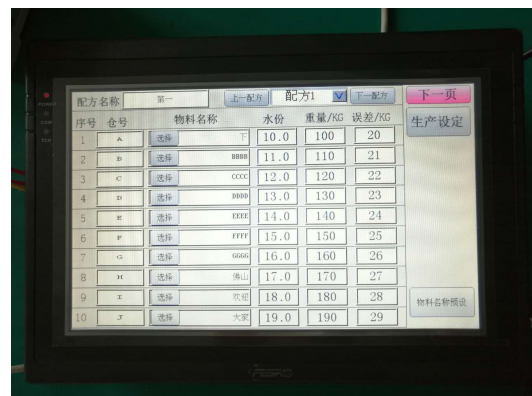 配方名称 第一 上一配方 配方1 下一配方 下一页
序号 仓号 物料名称 水份 重量/KG 误差/KG 生产设定
1 A 选择 下 10.0 100 20
2 B 选择 BBBB 11.0 110 21
3 C 选择 CCCC 12.0 120 22
4 D 选择 DDDD 13.0 130 23
5 E 选择 EEEE 14.0 140 24
6 F 选择 FFFF 15.0 150 25
7 G 选择 GGGG 16.0 160 26
8 H 选择 佛山 17.0 170 27
9 I 选择 欢迎 18.0 180 28 物料名称预设
10 J 选择 大家 19.0 190 29